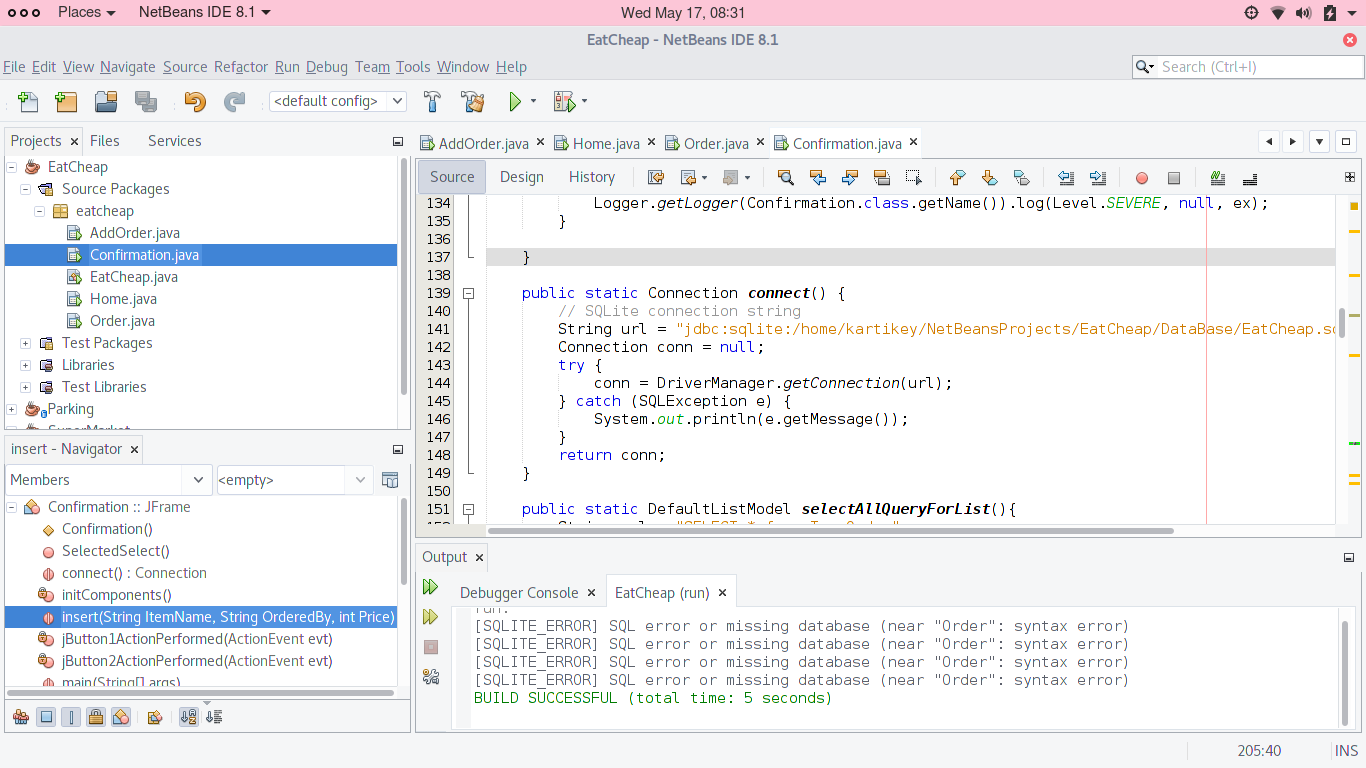 Places
NetBeans IDE 8.1
Wed May 17, 08:31
EatCheap - NetBeans IDE 8.1
File Edit View Navigate Source Refactor Run Debug Team Tools Window Help
Search (Ctrl+I)
<default config>
Projects
Files
Services
EatCheap
Source Packages
eatcheap
AddOrder.java
Confirmation.java
EatCheap.java
Home.java
Order.java
Test Packages
Libraries
Test Libraries
Parking
SuperMarket
insert - Navigator
Members
<empty>
Confirmation :: JFrame
Confirmation()
SelectedSelect()
connect() : Connection
initComponents()
insert(String ItemName, String OrderedBy, int Price)
jButton1ActionPerformed(ActionEvent evt)
jButton2ActionPerformed(ActionEvent evt)
main(String[] args)
AddOrder.java
Home.java
Order.java
Confirmation.java
Source
Design
History
134 Logger.getLogger(Confirmation.class.getName()).log(Level.SEVERE, null, ex);
135 }
136
137 }
138
139 public static Connection connect() {
140 // SQLite connection string
141 String url = "jdbc:sqlite:/home/kartikey/NetBeansProjects/EatCheap/DataBase/EatCheap.sq
142 Connection conn = null;
143 try {
144 conn = DriverManager.getConnection(url);
145 } catch (SQLException e) {
146 System.out.println(e.getMessage());
147 }
148 return conn;
149 }
150
151 public static DefaultListModel selectAllQueryForList(){
Output
Debugger Console
EatCheap (run)
run:
[SQLITE_ERROR] SQL error or missing database (near "Order": syntax error)
[SQLITE_ERROR] SQL error or missing database (near "Order": syntax error)
[SQLITE_ERROR] SQL error or missing database (near "Order": syntax error)
[SQLITE_ERROR] SQL error or missing database (near "Order": syntax error)
BUILD SUCCESSFUL (total time: 5 seconds)
205:40
INS